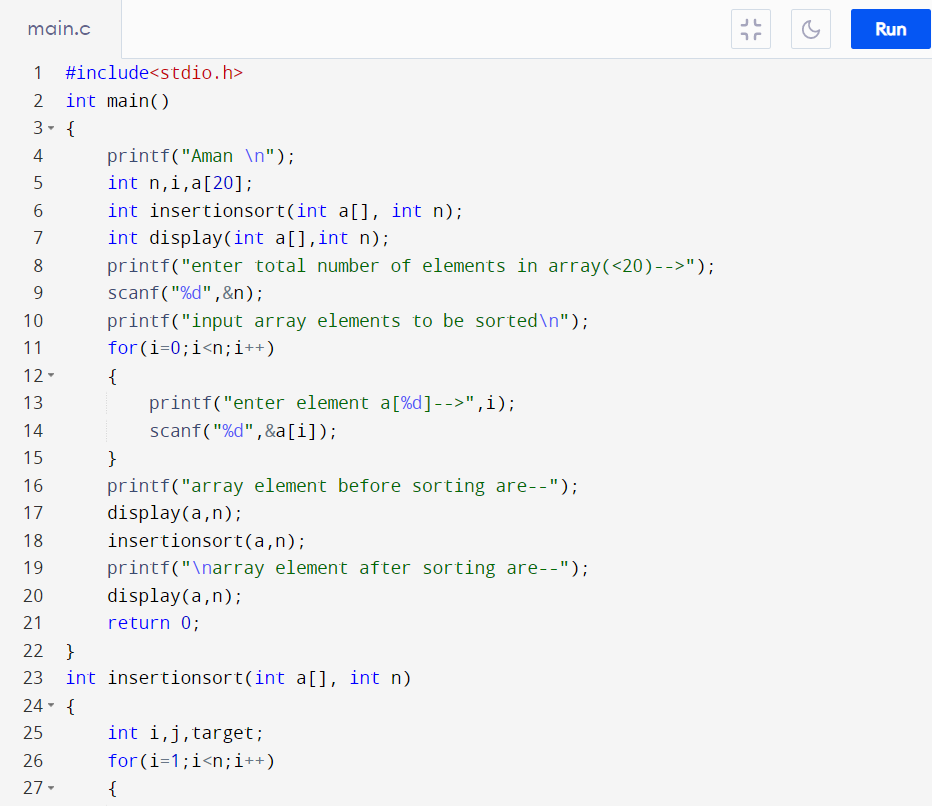 main.c
Run
1 #include<stdio.h>
2 int main()
3 {
4     printf("Aman \n");
5     int n,i,a[20];
6     int insertionsort(int a[], int n);
7     int display(int a[],int n);
8     printf("enter total number of elements in array(<20)-->");
9     scanf("%d",&n);
10     printf("input array elements to be sorted\n");
11     for(i=0;i<n;i++)
12     {
13         printf("enter element a[%d]-->",i);
14         scanf("%d",&a[i]);
15     }
16     printf("array element before sorting are--");
17     display(a,n);
18     insertionsort(a,n);
19     printf("\narray element after sorting are--");
20     display(a,n);
21     return 0;
22 }
23 int insertionsort(int a[], int n)
24 {
25     int i,j,target;
26     for(i=1;i<n;i++)
27     {